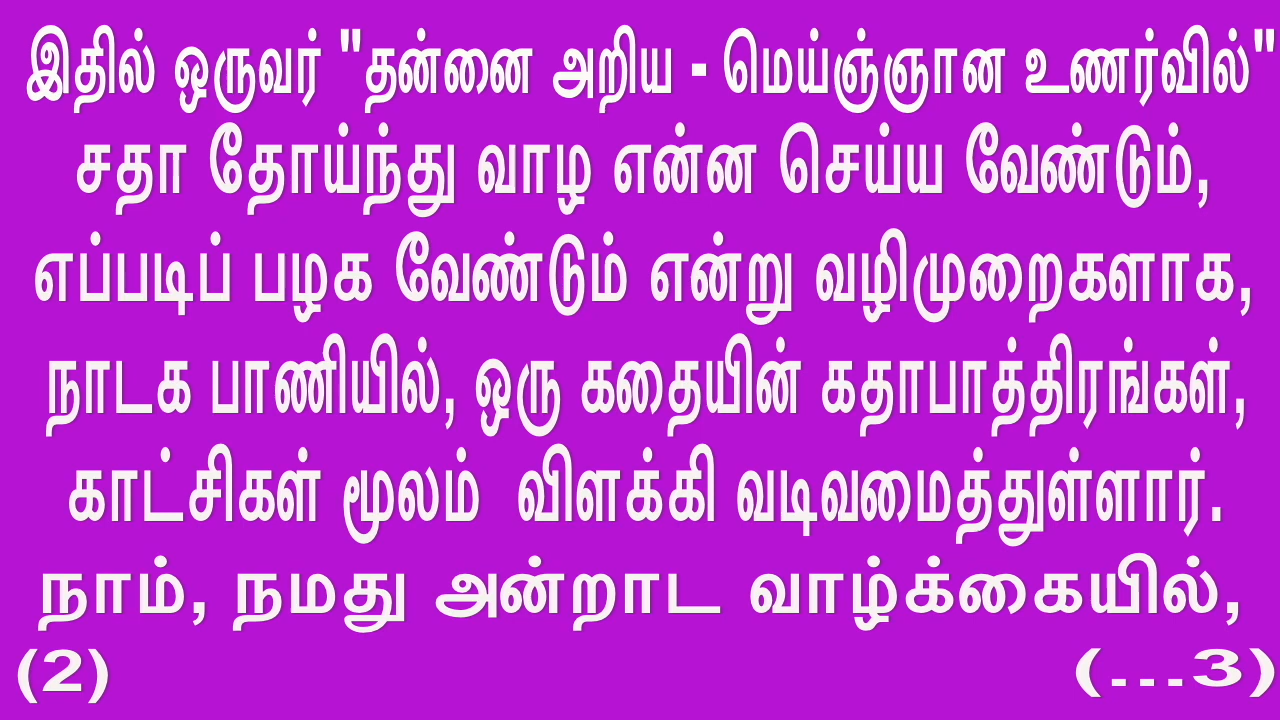 இதில் ஒருவர் "தன்னை அறிய - மெய்ஞ்ஞான உணர்வில்"
சதா தோய்ந்து வாழ என்ன செய்ய வேண்டும்,
எப்படிப் பழக வேண்டும் என்று வழிமுறைகளாக,
நாடக பாணியில், ஒரு கதையின் கதாபாத்திரங்கள்,
காட்சிகள் மூலம் விளக்கி வடிவமைத்துள்ளார்.
நாம், நமது அன்றாட வாழ்க்கையில்,
(2) (...3)